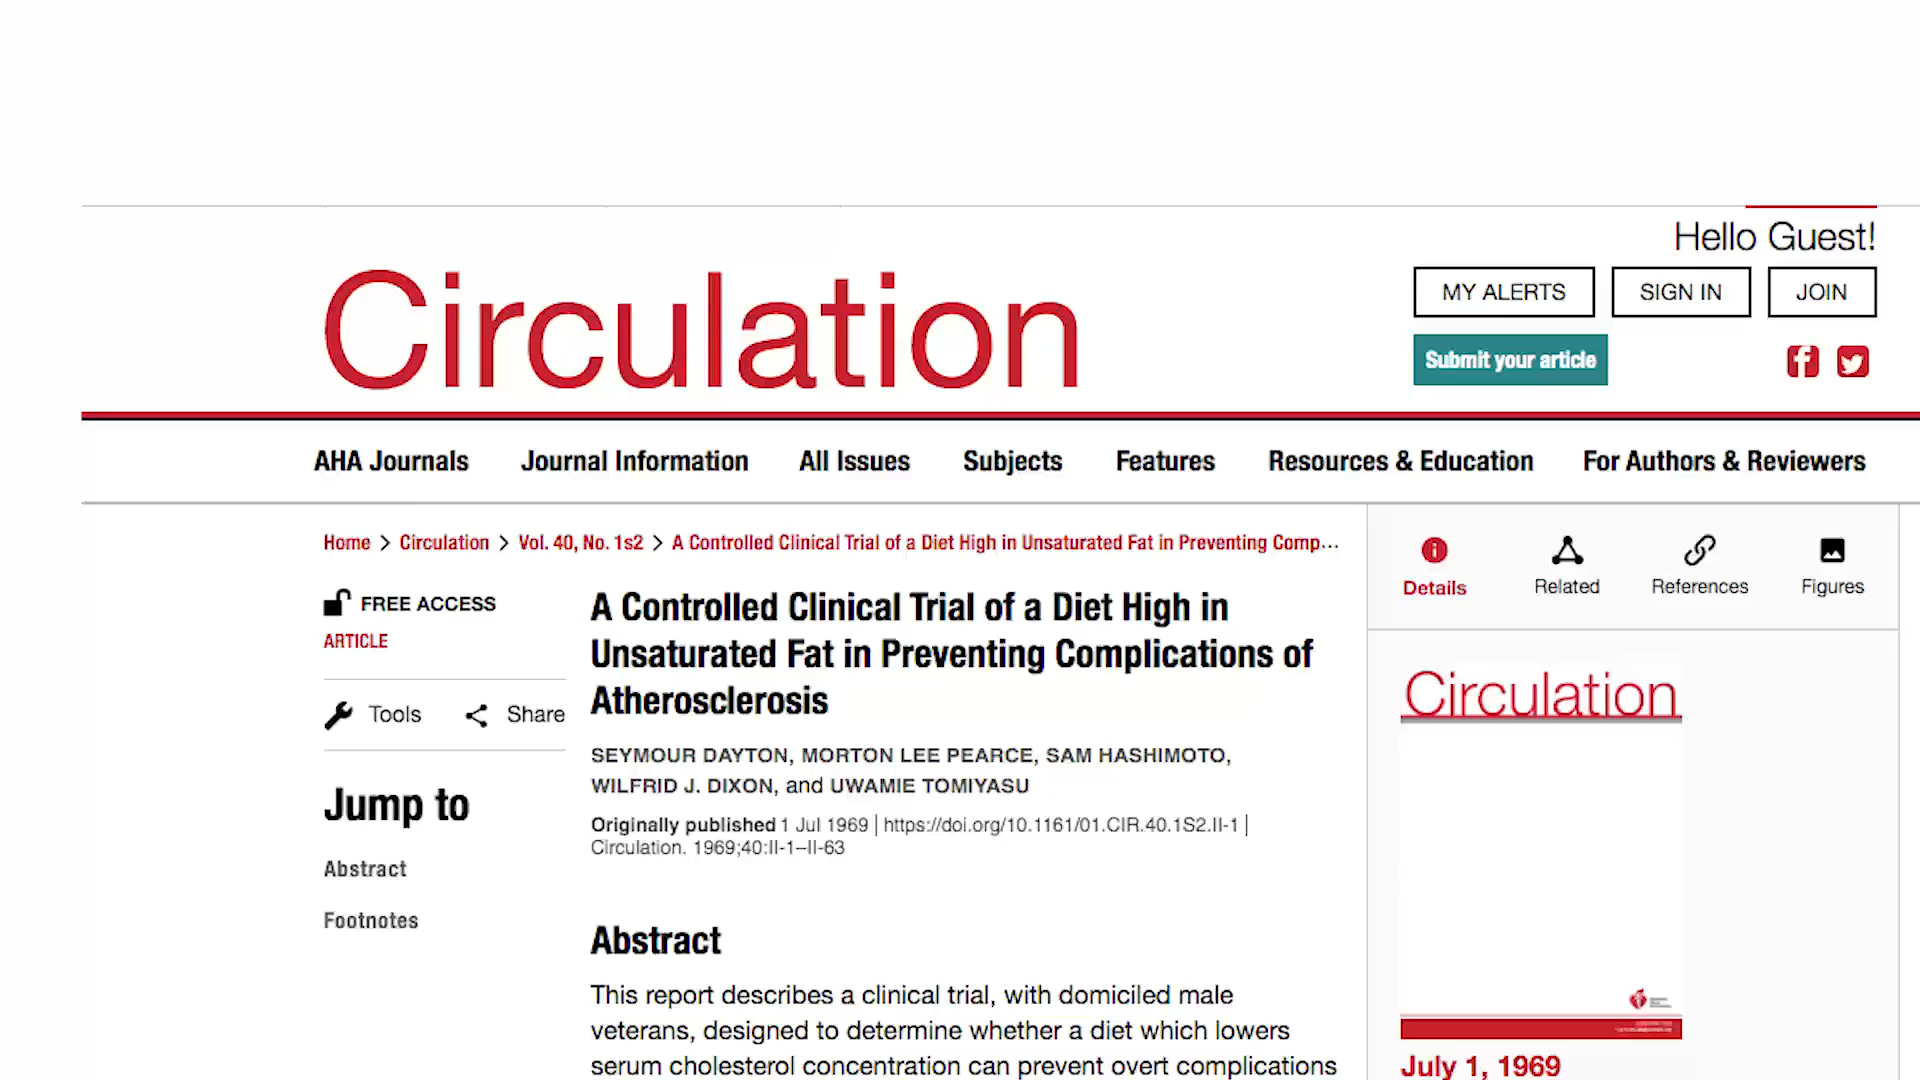 Hello Guest!
Circulation
MY ALERTS
SIGN IN
JOIN
Submit your article
AHA Journals
Journal Information
All Issues
Subjects
Features
Resources & Education
For Authors & Reviewers
Home > Circulation > Vol. 40, No. 1s2 > A Controlled Clinical Trial of a Diet High in Unsaturated Fat in Preventing Comp...
FREE ACCESS
ARTICLE
Tools
Share
Jump to
Abstract
Footnotes
A Controlled Clinical Trial of a Diet High in
Unsaturated Fat in Preventing Complications of
Atherosclerosis
SEYMOUR DAYTON, MORTON LEE PEARCE, SAM HASHIMOTO,
WILFRID J. DIXON, and UWAMIE TOMIYASU
Originally published 1 Jul 1969 | https://doi.org/10.1161/01.CIR.40.1S2.II-1 |
Circulation. 1969;40:II-1–II-63
Abstract
This report describes a clinical trial, with domiciled male
veterans, designed to determine whether a diet which lowers
serum cholesterol concentration can prevent overt complications
Details
Related
References
Figures
Circulation
July 1, 1969